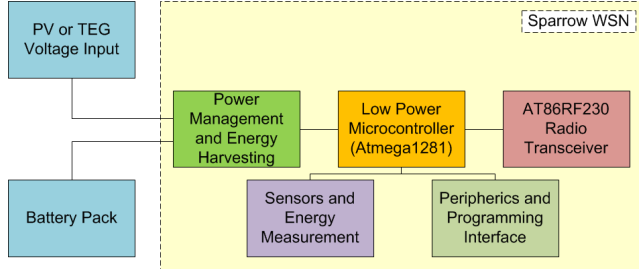 PV or TEG
Voltage Input
Sparrow WSN
Power
Management
and Energy
Harvesting
Low Power
Microcontroller
(Atmega1281)
AT86RF230
Radio
Transceiver
Battery Pack
Sensors and
Energy
Measurement
Peripherics and
Programming
Interface